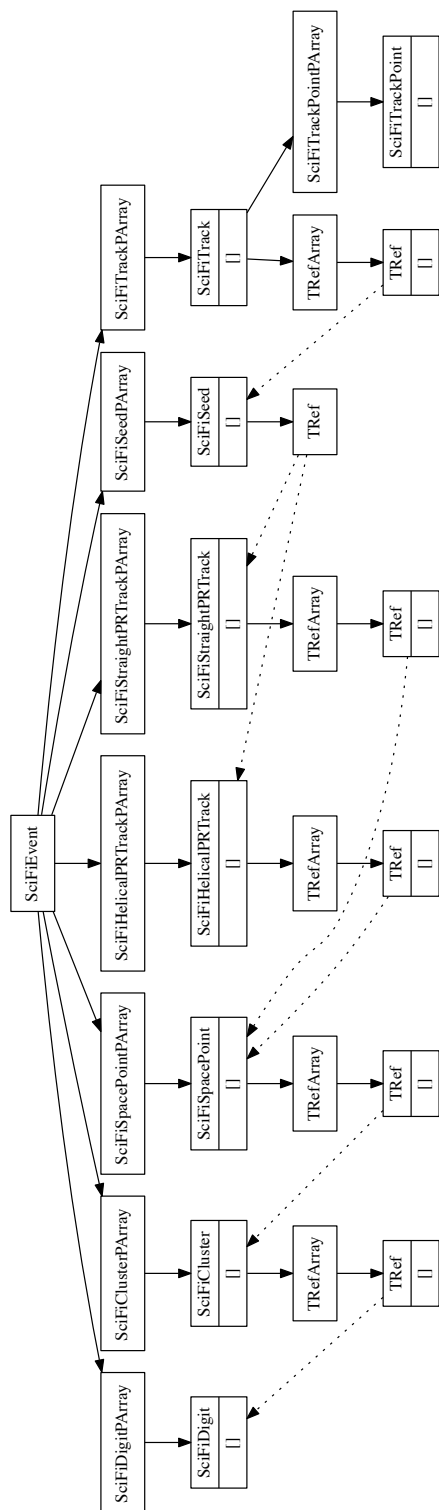 SciFiEvent
SciFiDigitPArray
SciFiClusterPArray
SciFiSpacePointPArray
SciFiHelicalPRTrackPArray
SciFiStraightPRTrackPArray
SciFiSeedPArray
SciFiTrackPArray
SciFiDigit
[]
SciFiCluster
[]
SciFiSpacePoint
[]
SciFiHelicalPRTrack
[]
SciFiStraightPRTrack
[]
SciFiSeed
[]
SciFiTrack
[]
TRefArray
TRefArray
TRefArray
TRefArray
TRef
TRefArray
SciFiTrackPointPArray
TRef
[]
TRef
[]
TRef
[]
TRef
[]
TRef
[]
SciFiTrackPoint
[]